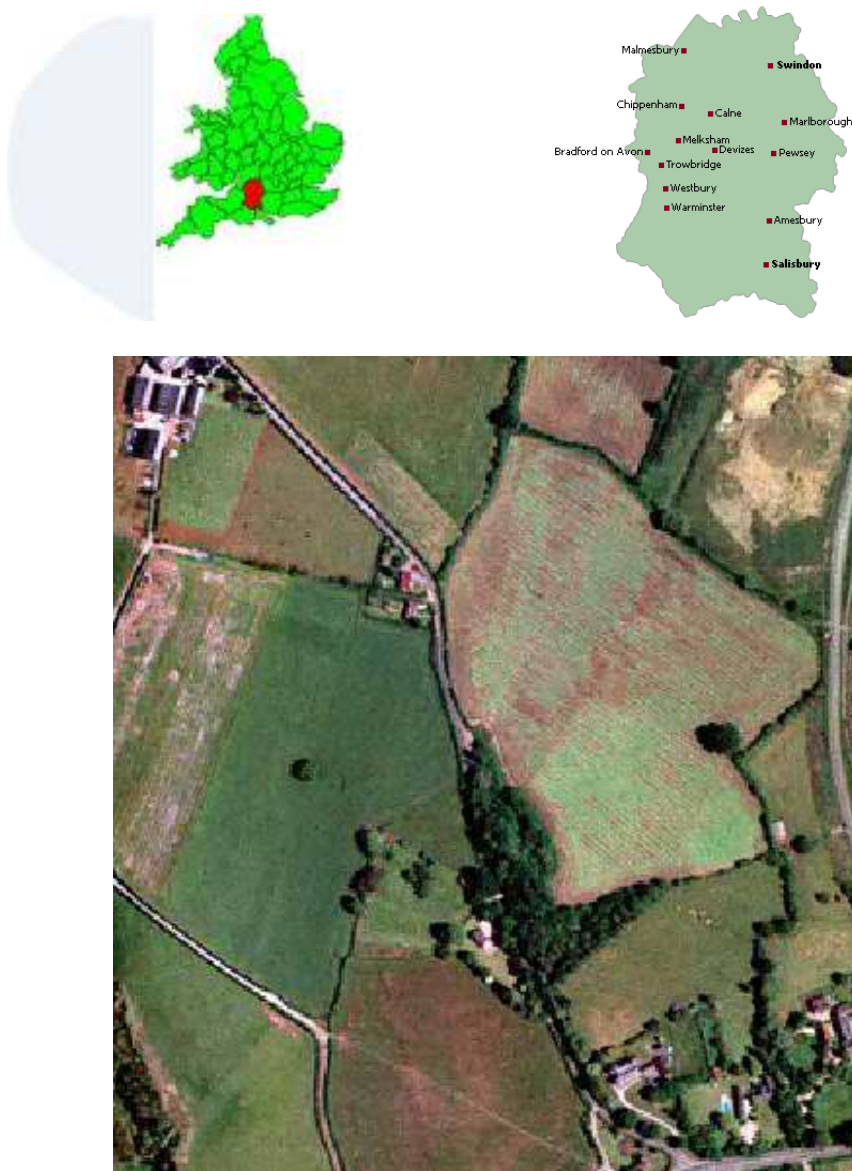 Malmesbury
Swindon
Chippenham
Calne
Marlborough
Melksham
Bradford on Avon
Devizes
Pewsey
Trowbridge
Westbury
Warminster
Amesbury
Salisbury